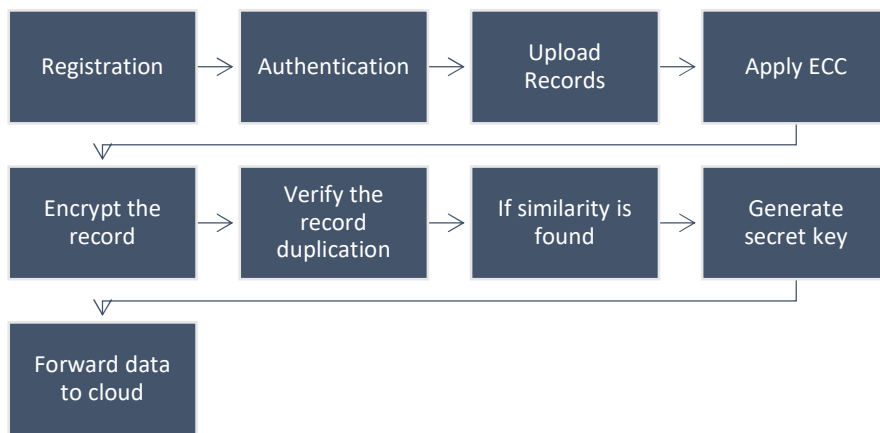 Registration
Authentication
Upload
Records
Apply ECC
Encrypt the
record
Verify the
record
duplication
If similarity is
found
Generate
secret key
Forward data
to cloud